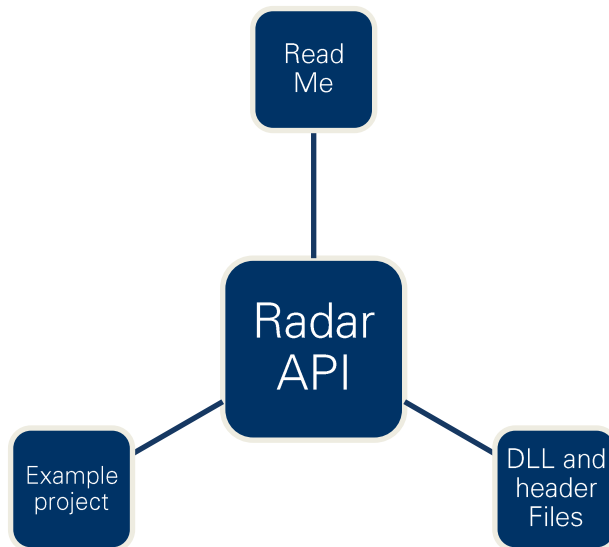 Read
Me
Radar
API
Example
project
DLL and
header
Files